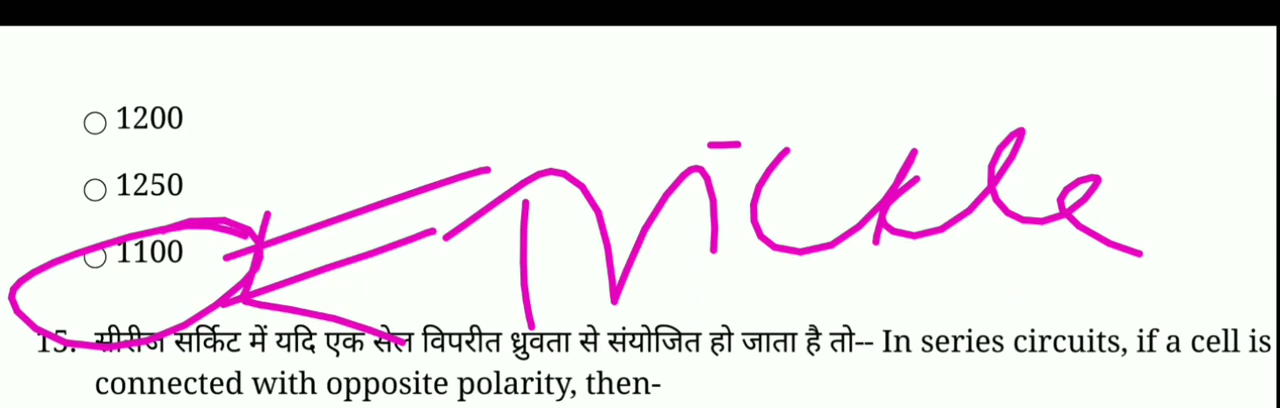 1200
1250
1100
Nickle
15. सीरीज सर्किट में यदि एक सेल विपरीत ध्रुवता से संयोजित हो जाता है तो-- In series circuits, if a cell is
connected with opposite polarity, then-